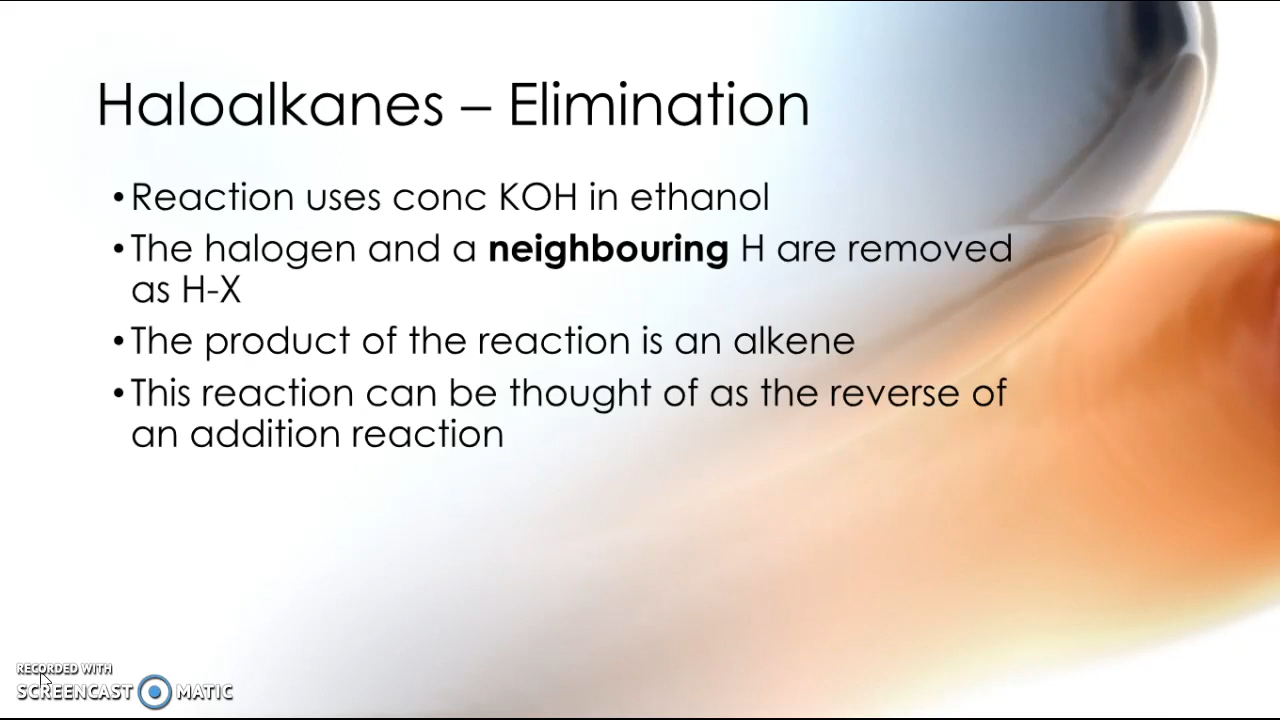 Haloalkanes – Elimination
•Reaction uses conc KOH in ethanol
•The halogen and a neighbouring H are removed
as H-X
•The product of the reaction is an alkene
•This reaction can be thought of as the reverse of
an addition reaction
RECORDED WITH
SCREENCAST MATIC